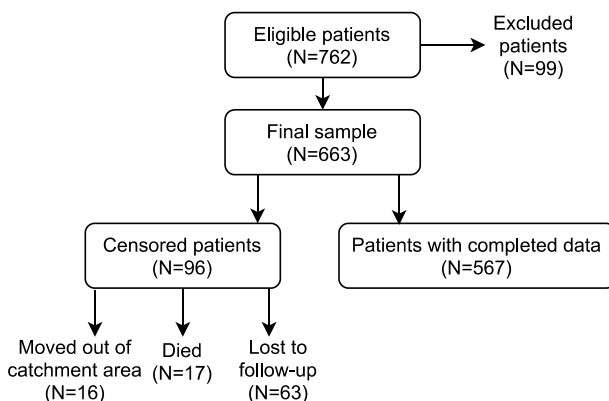 Eligible patients
(N=762)
Excluded
patients
(N=99)
Final sample
(N=663)
Censored patients
(N=96)
Patients with completed data
(N=567)
Moved out of
catchment area
(N=16)
Died
(N=17)
Lost to
follow-up
(N=63)